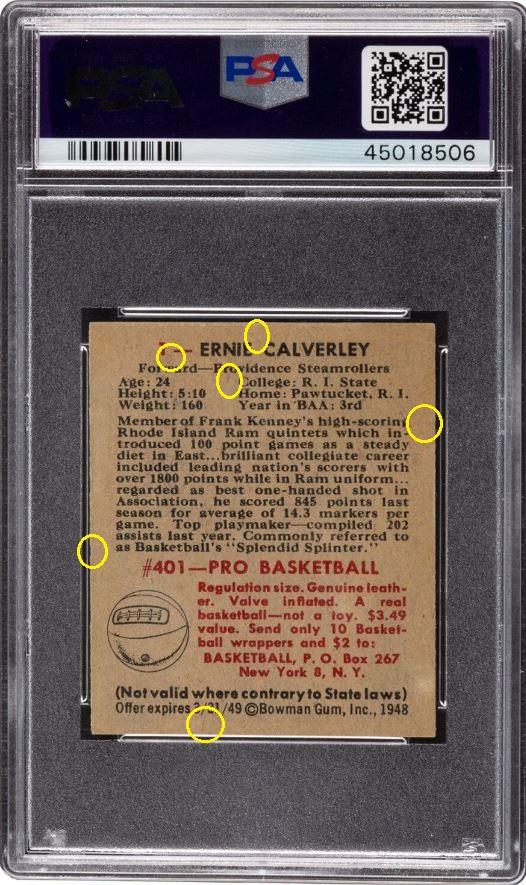 PSA
PSA
45018506
1— ERNIE CALVERLEY
Forward—Providence Steamrollers
Age: 24 College: R. I. State
Height: 5:10 Home: Pawtucket, R. I.
Weight: 160 Year in BAA: 3rd
Member of Frank Kenney's high-scoring
Rhode Island Ram quintets which in-
troduced 100 point games as a steady
diet in East...brilliant collegiate career
included leading nation's scorers with
over 1800 points while in Ram uniform...
regarded as best one-handed shot in
Association, he scored 845 points last
season for average of 14.3 markers per
game. Top playmaker—compiled 202
assists last year. Commonly referred to
as Basketball's "Splendid Splinter."
#401—PRO BASKETBALL
Regulation size. Genuine leath-
er. Valve inflated. A real
basketball—not a toy. $3.49
value. Send only 10 Basket-
ball wrappers and $2 to:
BASKETBALL, P. O. Box 267
New York 8, N. Y.
(Not valid where contrary to State laws)
Offer expires 3/31/49 ©Bowman Gum, Inc., 1948